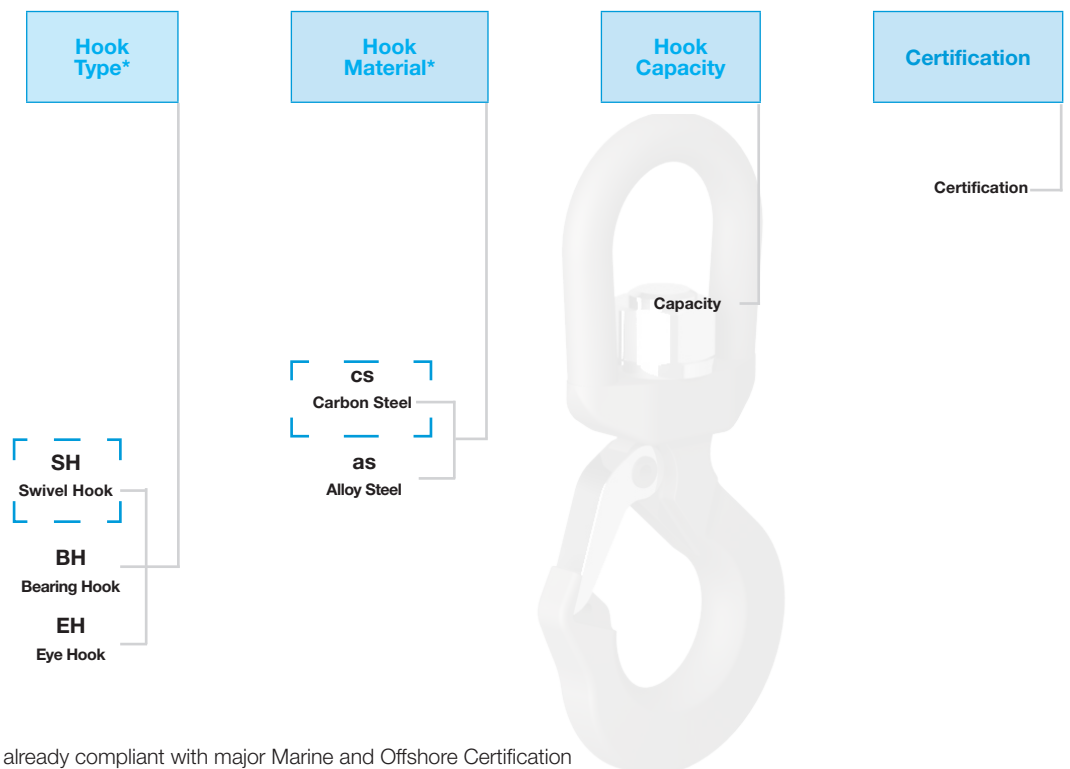 Hook
Type*
Hook
Material*
Hook
Capacity
Certification
Certification
Capacity
cs
Carbon Steel
as
Alloy Steel
SH
Swivel Hook
BH
Bearing Hook
EH
Eye Hook
already compliant with major Marine and Offshore Certification